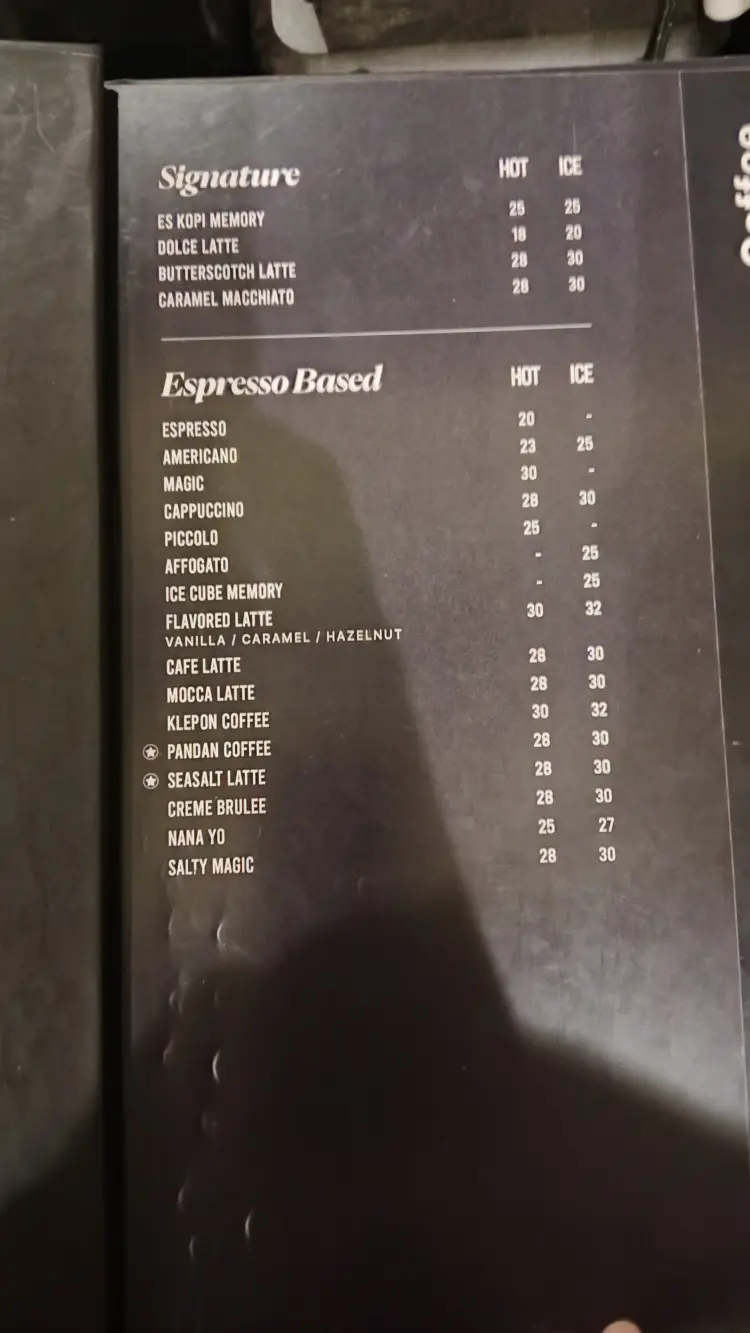 Signature HOT ICE
ES KOPI MEMORY 25 25
DOLCE LATTE 18 20
BUTTERSCOTCH LATTE 28 30
CARAMEL MACCHIATO 28 30
Espresso Based HOT ICE
ESPRESSO 20 -
AMERICANO 23 25
MAGIC 30 -
CAPPUCCINO 28 30
PICCOLO 25 -
AFFOGATO - 25
ICE CUBE MEMORY - 25
FLAVORED LATTE 30 32
VANILLA / CARAMEL / HAZELNUT
CAFE LATTE 28 30
MOCCA LATTE 28 30
KLEPON COFFEE 30 32
PANDAN COFFEE 28 30
SEASALT LATTE 28 30
CREME BRULEE 28 30
NANA YO 25 27
SALTY MAGIC 28 30